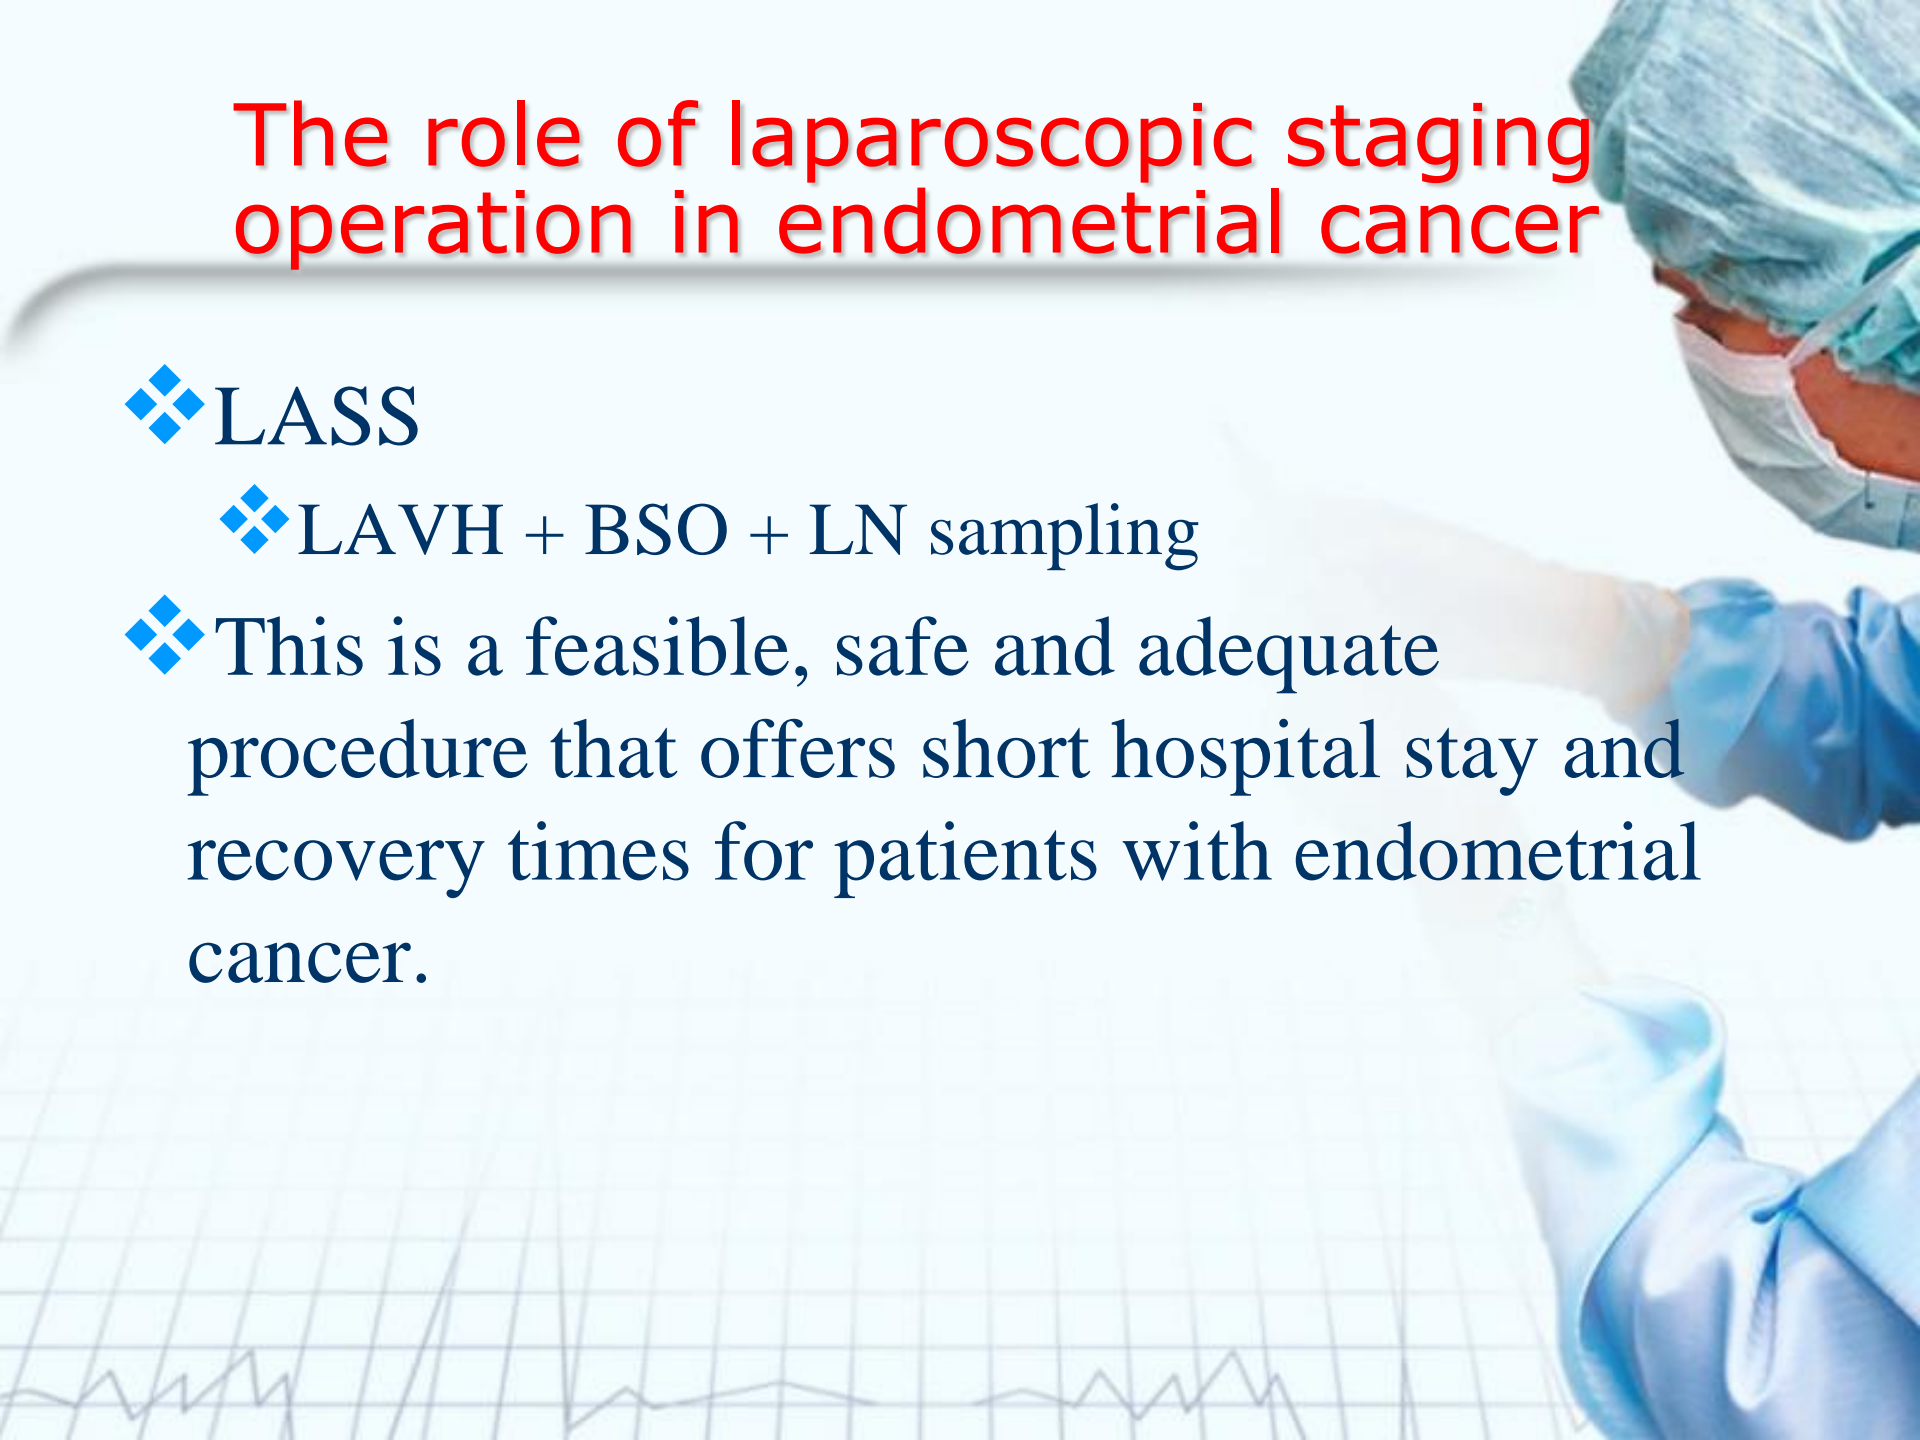 The role of laparoscopic staging
operation in endometrial cancer
❖LASS
❖LAVH + BSO + LN sampling
❖This is a feasible, safe and adequate
procedure that offers short hospital stay and
recovery times for patients with endometrial
cancer.